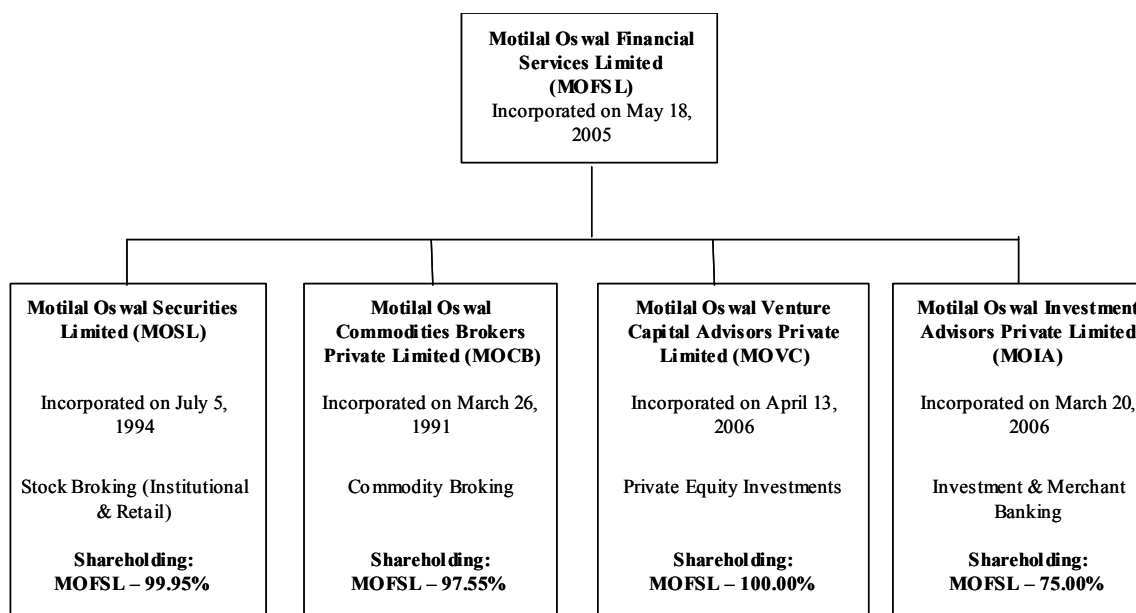 Motilal Oswal Financial
Services Limited
(MOFSL)
Incorporated on May 18,
2005
Motilal Oswal Securities
Limited (MOSL)
Incorporated on July 5,
1994
Stock Broking (Institutional
& Retail)
Shareholding:
MOFSL – 99.95%
Motilal Oswal
Commodities Brokers
Private Limited (MOCB)
Incorporated on March 26,
1991
Commodity Broking
Shareholding:
MOFSL – 97.55%
Motilal Oswal Venture
Capital Advisors Private
Limited (MOVC)
Incorporated on April 13,
2006
Private Equity Investments
Shareholding:
MOFSL – 100.00%
Motilal Oswal Investment
Advisors Private Limited
(MOIA)
Incorporated on March 20,
2006
Investment & Merchant
Banking
Shareholding:
MOFSL – 75.00%